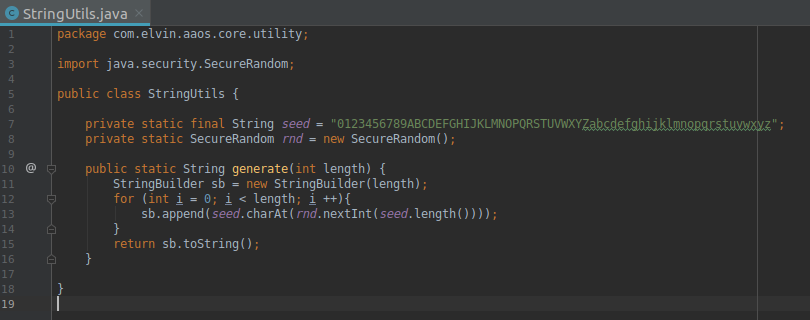 StringUtils.java
1 package com.elvin.aaos.core.utility;
2
3 import java.security.SecureRandom;
4
5 public class StringUtils {
6
7     private static final String seed = "0123456789ABCDEFGHIJKLMNOPQRSTUVWXYZabcdefghijklmnopqrstuvwxyz";
8     private static SecureRandom rnd = new SecureRandom();
9
10 @     public static String generate(int length) {
11         StringBuilder sb = new StringBuilder(length);
12         for (int i = 0; i < length; i ++){
13             sb.append(seed.charAt(rnd.nextInt(seed.length())));
14         }
15         return sb.toString();
16     }
17
18 }
19